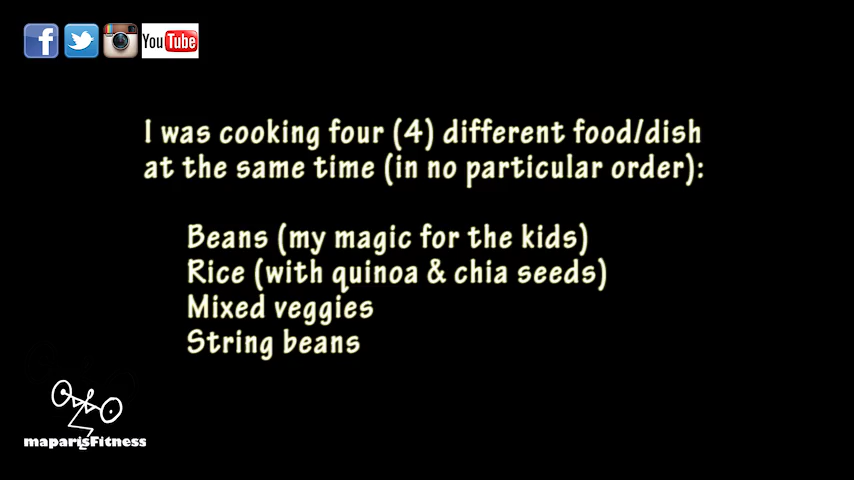 You Tube
I was cooking four (4) different food/dish
at the same time (in no particular order):
Beans (my magic for the kids)
Rice (with quinoa & chia seeds)
Mixed veggies
String beans
maparisFitness